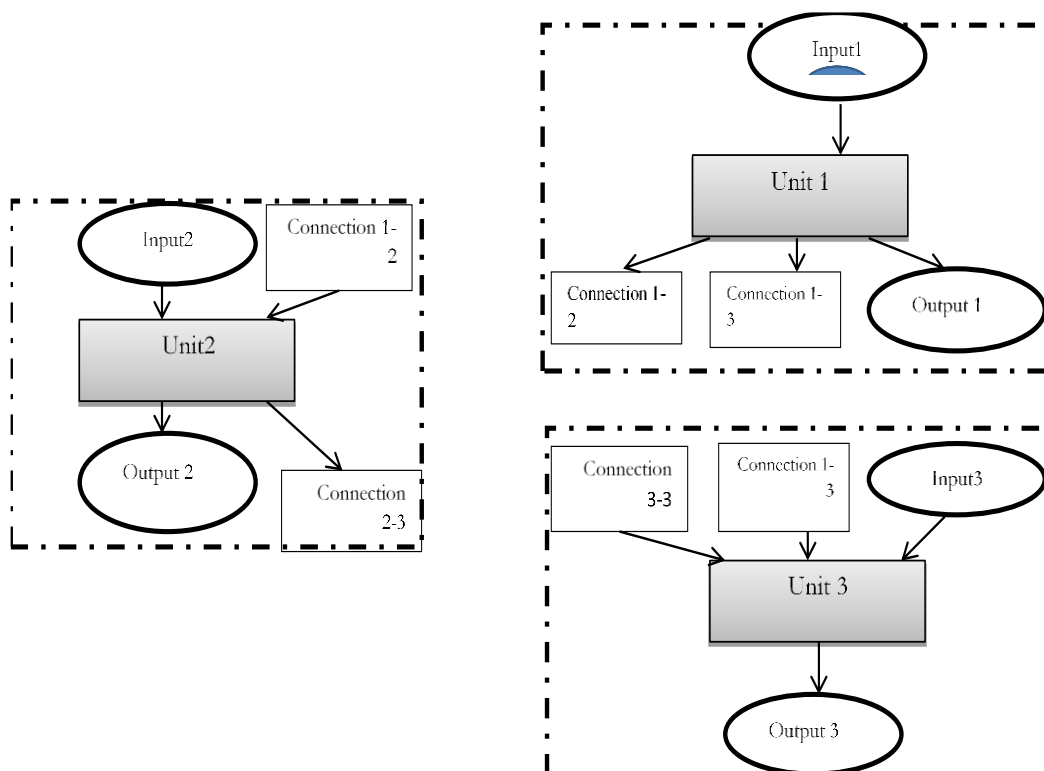 Input1
Unit 1
Connection 1-
2
Connection 1-
3
Output 1
Input2
Connection 1-
2
Unit2
Output 2
Connection
2-3
Connection
3-3
Connection 1-
3
Input3
Unit 3
Output 3